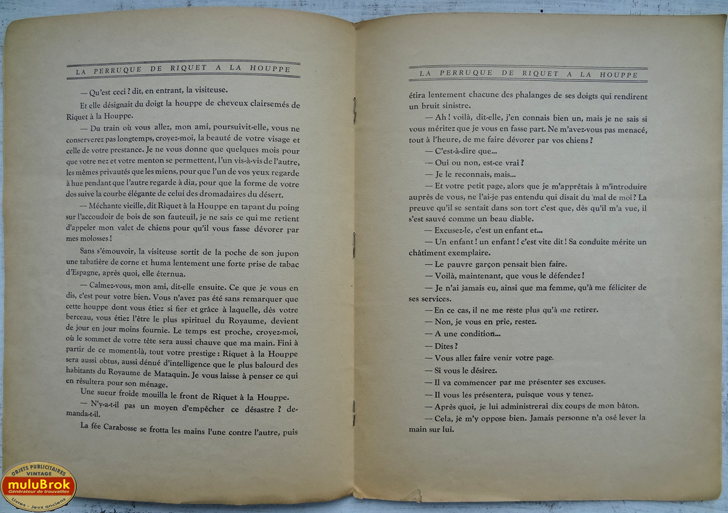 LA PERRUQUE DE RIQUET A LA HOUPPE
— Qu'est ceci ? dit, en entrant, la visiteuse.
Et elle désignait du doigt la houppe de cheveux clairsemés de
Riquet à la Houppe.
— Du train où vous allez, mon ami, poursuivit-elle, vous ne
conserverez pas longtemps, croyez-moi, la beauté de votre visage et
celle de votre prestance. Je ne vous donne que quelques mois pour
que votre nez et votre menton se permettent, l'un vis-à-vis de l'autre,
les mêmes privautés que les miens, pour que l'un de vos yeux regarde
à hue pendant que l'autre regarde à dia, pour que la forme de votre
dos suive la courbe élégante de celui des dromadaires du désert.
— Méchante vieille, dit Riquet à la Houppe en tapant du poing
sur l'accoudoir de bois de son fauteuil, je ne sais ce qui me retient
d'appeler mon valet de chiens pour qu'il vous fasse dévorer par
mes molosses !
Sans s'émouvoir, la visiteuse sortit de la poche de son jupon
une tabatière de corne et huma lentement une forte prise de tabac
d'Espagne, après quoi, elle éternua.
— Calmez-vous, mon ami, dit-elle ensuite. Ce que je vous en
dis, c'est pour votre bien. Vous n'avez pas été sans remarquer que
cette houppe dont vous étiez si fier et grâce à laquelle, dès votre
berceau, vous étiez l'être le plus spirituel du Royaume, devient
de jour en jour moins fournie. Le temps est proche, croyez-moi,
où le sommet de votre tête sera aussi chauve que ma main. Fini à
partir de ce moment-là, tout votre prestige : Riquet à la Houppe
sera aussi obtus, aussi dénué d'intelligence que le plus balourd des
habitants du Royaume de Mataquin. Je vous laisse à penser ce qui
en résultera pour son ménage.
Une sueur froide mouilla le front de Riquet à la Houppe.
— N'y-a-t-il pas un moyen d'empêcher ce désastre ? de-
manda-t-il.
La fée Carabosse se frotta les mains l'une contre l'autre, puis
LA PERRUQUE DE RIQUET A LA HOUPPE
étira lentement chacune des phalanges de ses doigts qui rendirent
un bruit sinistre.
— Ah ! voilà, dit-elle, j'en connais bien un, mais je ne sais si
vous méritez que je vous en fasse part. Ne m'avez-vous pas menacé,
tout à l'heure, de me faire dévorer par vos chiens ?
— C'est-à-dire que...
— Oui ou non, est-ce vrai ?
— Je le reconnais, mais...
— Et votre petit page, alors que je m'apprêtais à m'introduire
auprès de vous, ne l'ai-je pas entendu qui disait du mal de moi ? La
preuve qu'il se sentait dans son tort c'est que, dès qu'il m'a vue, il
s'est sauvé comme un beau diable.
— Excusez-le, c'est un enfant et...
— Un enfant ! un enfant ! c'est vite dit ! Sa conduite mérite un
châtiment exemplaire.
— Le pauvre garçon pensait bien faire.
— Voilà, maintenant, que vous le défendez !
— Je n'ai jamais eu, ainsi que ma femme, qu'à me féliciter de
ses services.
— En ce cas, il ne me reste plus qu'à me retirer.
— Non, je vous en prie, restez.
— A une condition...
— Dites ?
— Vous allez faire venir votre page.
— Si vous le désirez.
— Il va commencer par me présenter ses excuses.
— Il vous les présentera, puisque vous y tenez.
— Après quoi, je lui administrerai dix coups de mon bâton.
— Cela, je m'y oppose bien. Jamais personne n'a osé lever la
main sur lui.
OBJETS PUBLICITAIRES
VINTAGE
muluBrok
Générateur de trouvailles